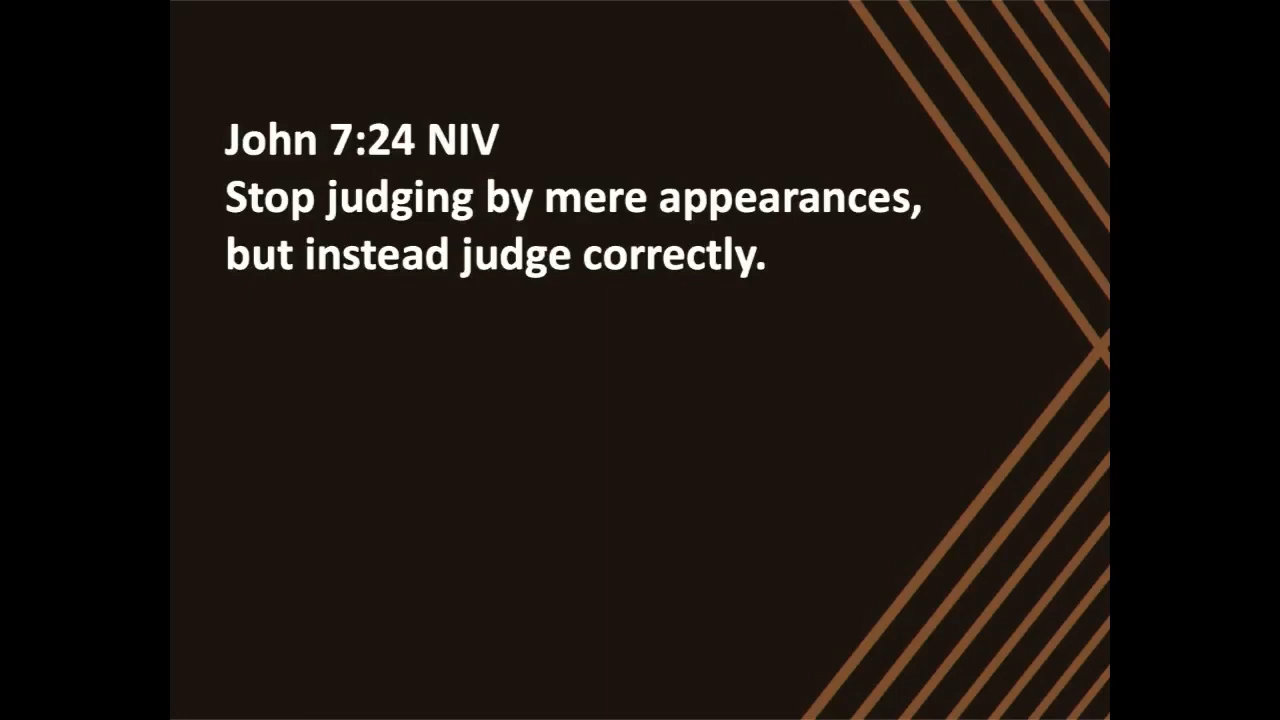 John 7:24 NIV
Stop judging by mere appearances,
but instead judge correctly.